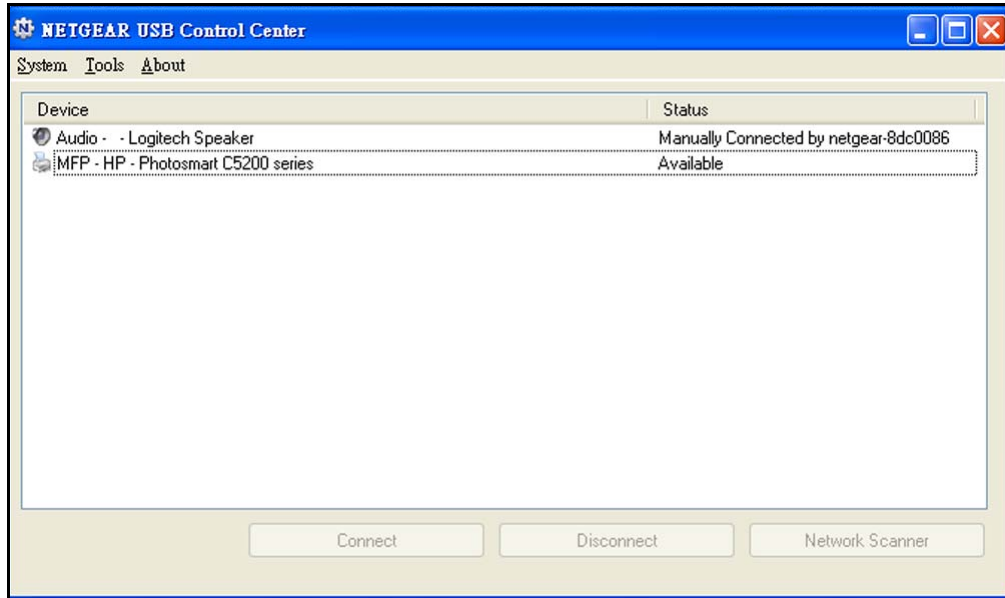 NETGEAR USB Control Center
System Tools About
Device Status
Audio - - Logitech Speaker Manually Connected by netgear-8dc0086
MFP - HP - Photosmart C5200 series Available
Connect Disconnect Network Scanner